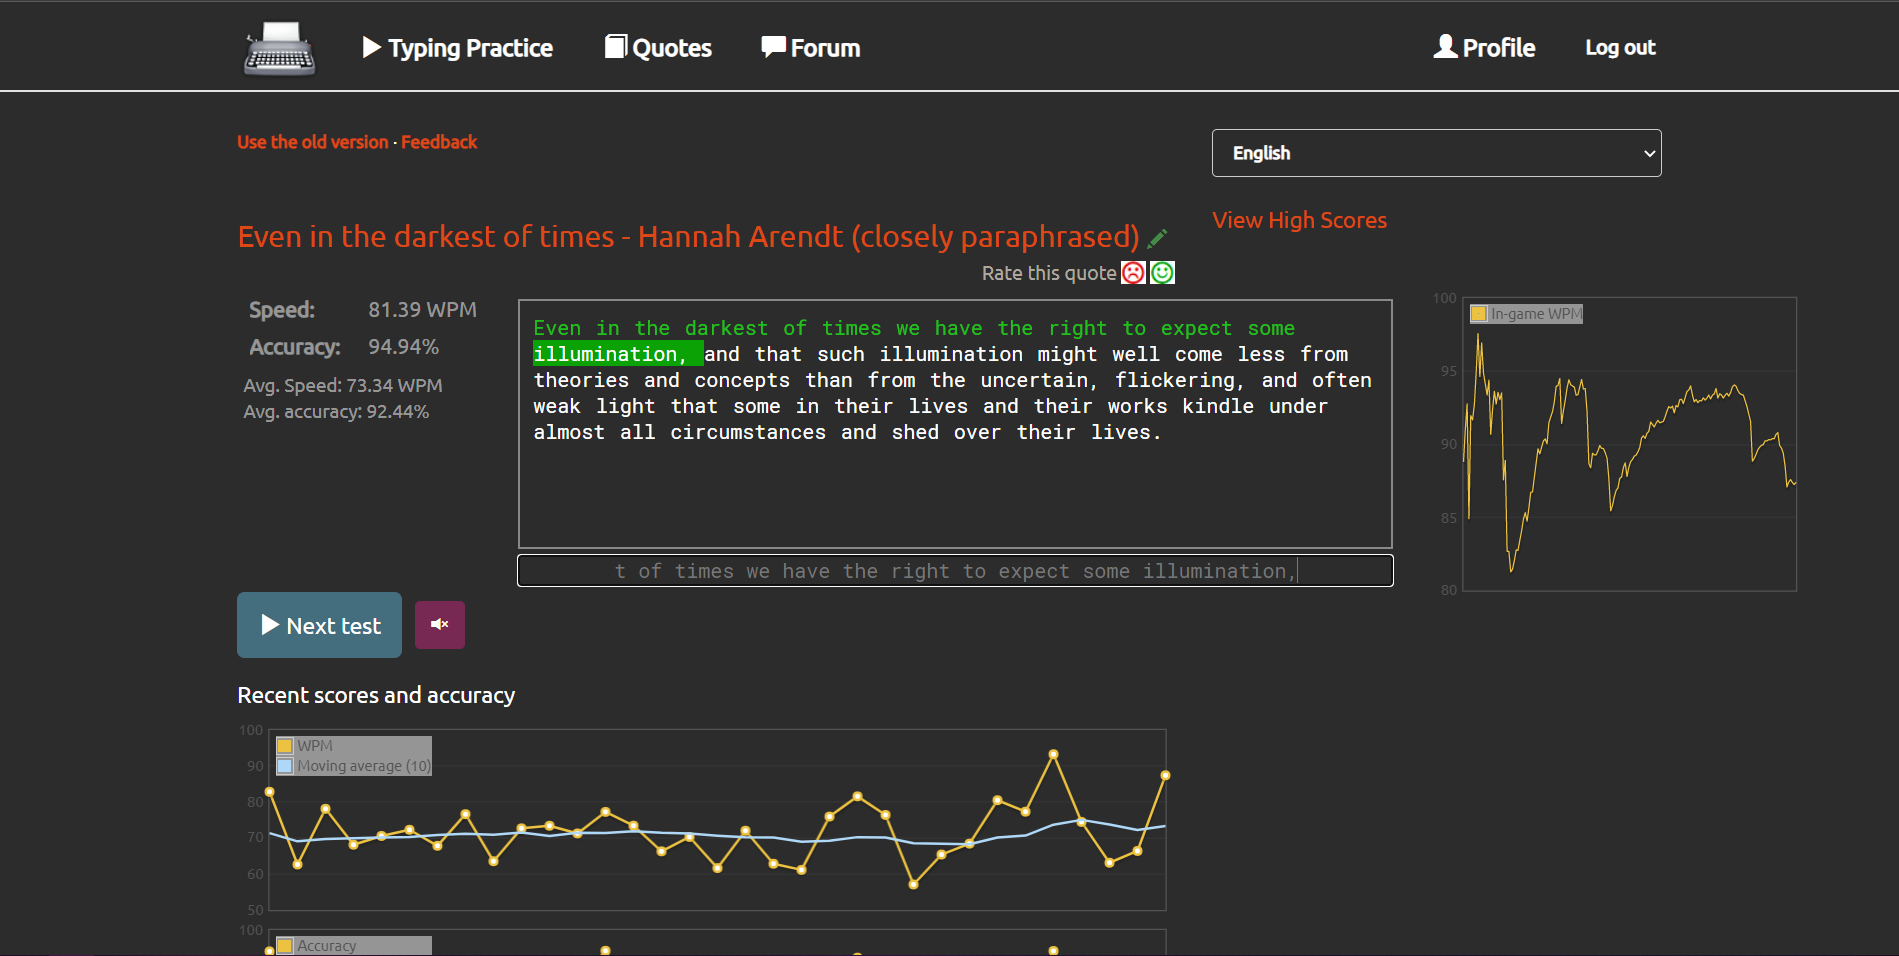 Typing Practice
Quotes
Forum
Profile
Log out
Use the old version · Feedback
English
View High Scores
Even in the darkest of times - Hannah Arendt (closely paraphrased)
Rate this quote
Speed: 81.39 WPM
Accuracy: 94.94%
Avg. Speed: 73.34 WPM
Avg. accuracy: 92.44%
Even in the darkest of times we have the right to expect some
illumination, and that such illumination might well come less from
theories and concepts than from the uncertain, flickering, and often
weak light that some in their lives and their works kindle under
almost all circumstances and shed over their lives.
t of times we have the right to expect some illumination,
100
In-game WPM
95
90
85
80
Next test
Recent scores and accuracy
100
WPM
90
Moving average (10)
80
70
60
50
100
Accuracy